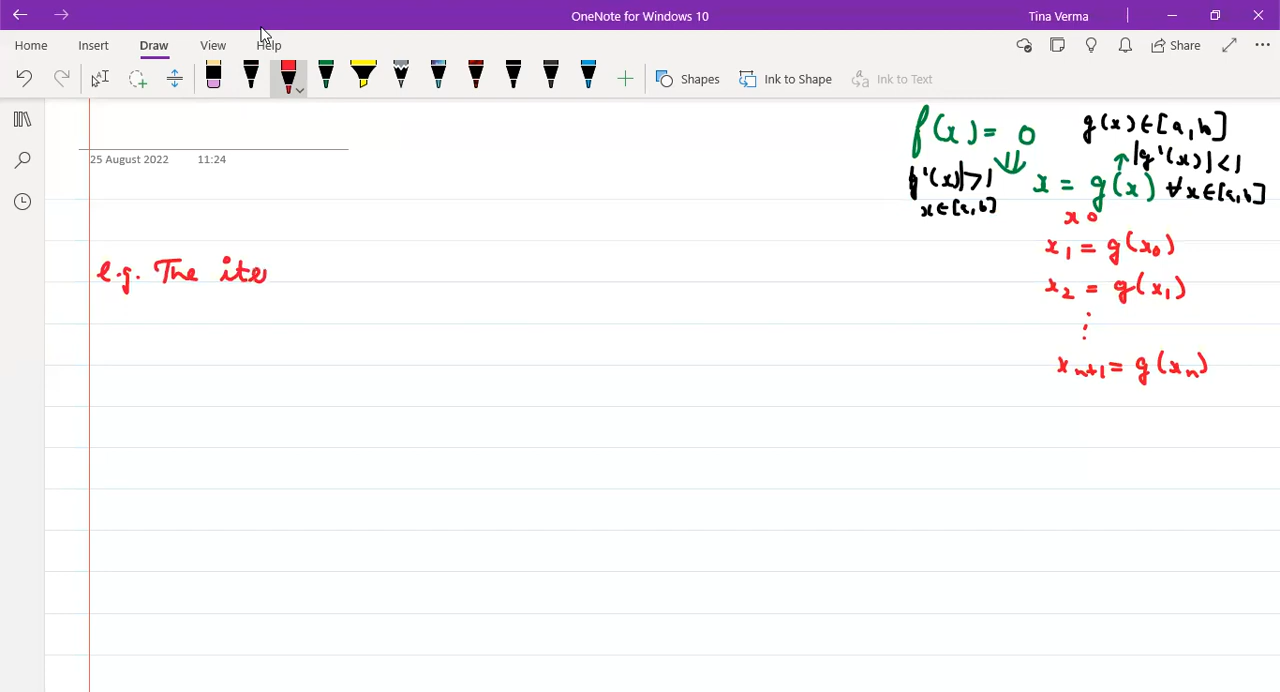 OneNote for Windows 10
Tina Verma
Home Insert Draw View Help
Share
Shapes Ink to Shape Ink to Text
25 August 2022 11:24
f(x) = 0
g(x) ∈ [a, b]
|g'(x)| > 1
x ∈ [a, b]
⇓
↑ |g'(x)| < 1
x = g(x) ∀ x ∈ [a, b]
x0
x1 = g(x0)
e.g. The ite
x2 = g(x1)
⋮
xn+1 = g(xn)